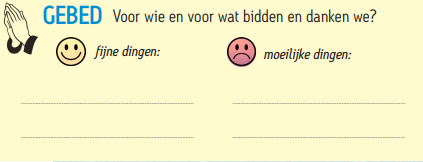 GEBED Voor wie en voor wat bidden en danken we?
fijne dingen: moeilijke dingen: